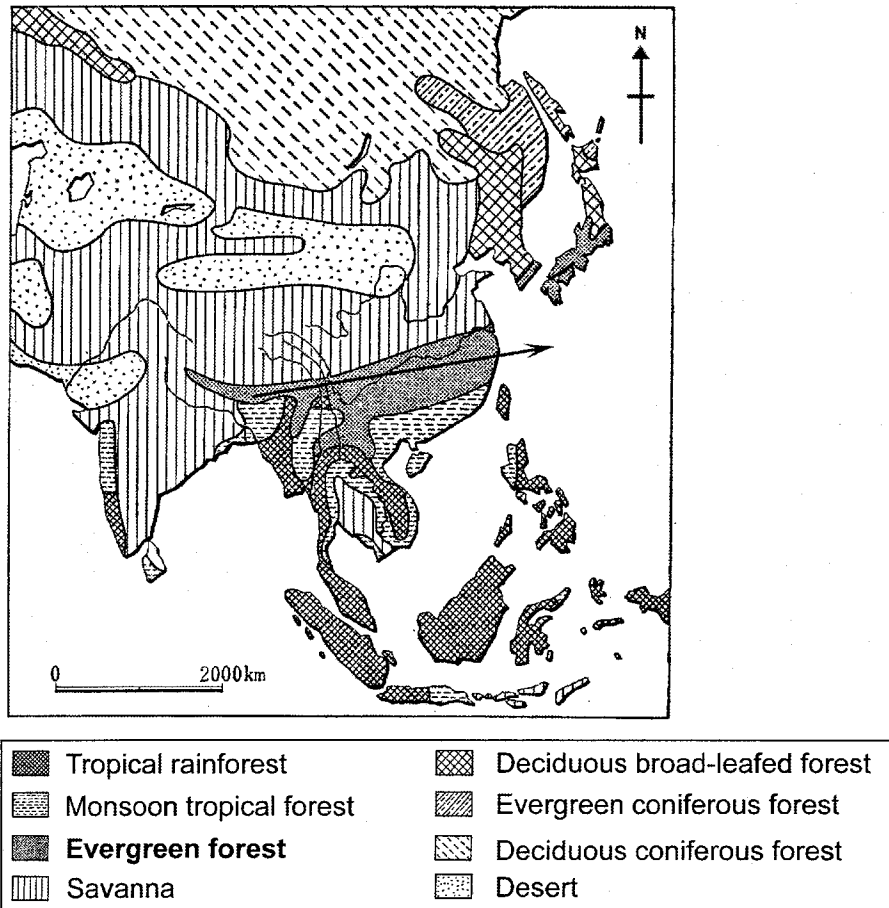 N
0 2000km
Tropical rainforest
Monsoon tropical forest
Evergreen forest
Savanna
Deciduous broad-leafed forest
Evergreen coniferous forest
Deciduous coniferous forest
Desert